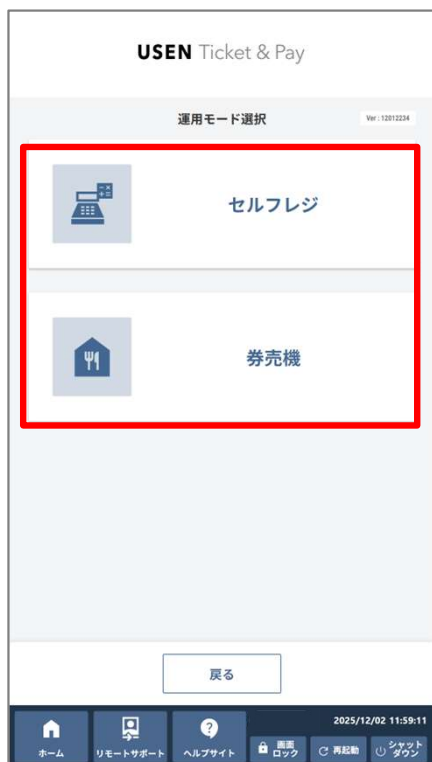 USEN Ticket & Pay
運用モード選択
Ver : 12012234
セルフレジ
券売機
戻る
2025/12/02 11:59:11
ホーム
リモートサポート
ヘルプサイト
画面
ロック
再起動
シャット
ダウン